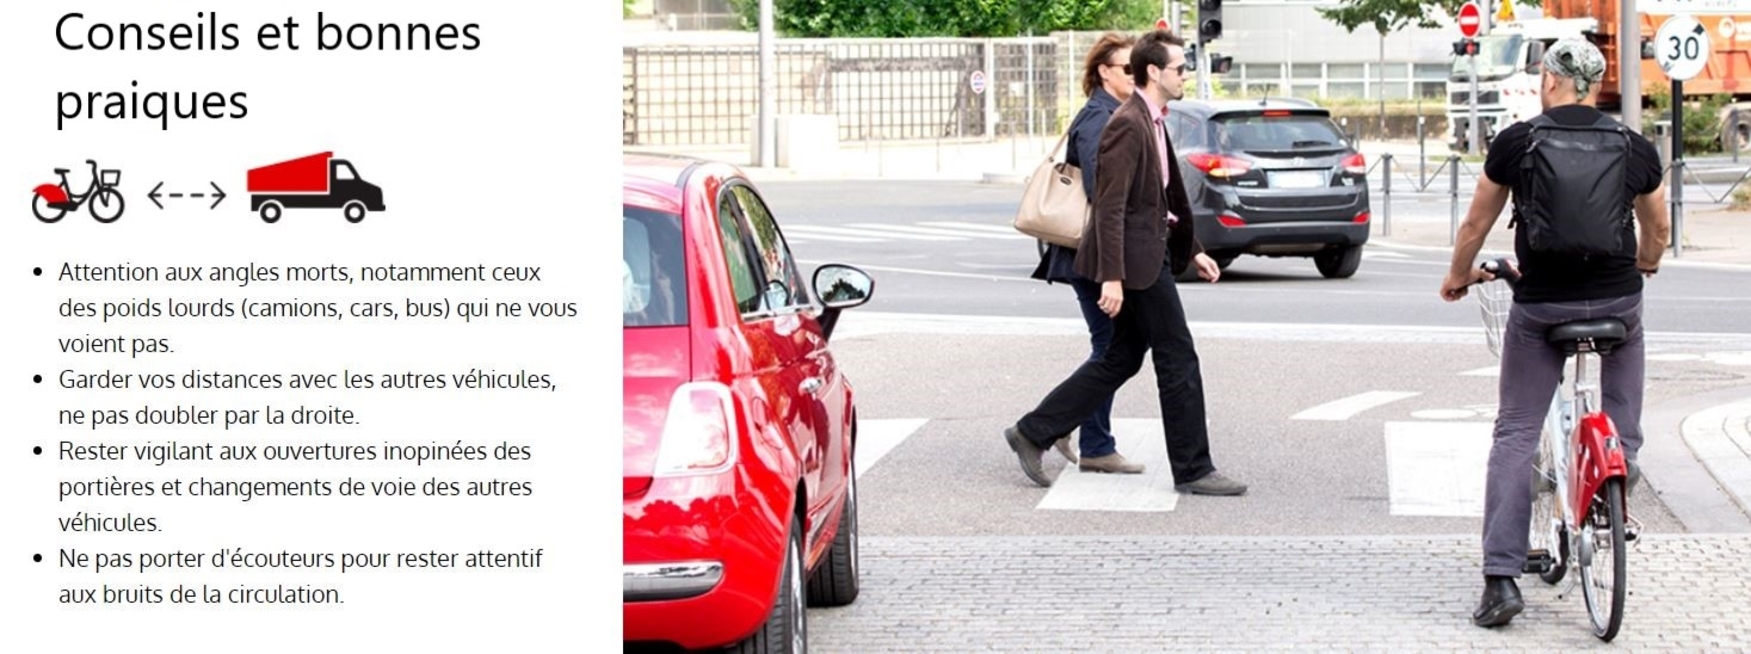 Conseils et bonnes
praiques
Attention aux angles morts, notamment ceux
des poids lourds (camions, cars, bus) qui ne vous
voient pas.
Garder vos distances avec les autres véhicules,
ne pas doubler par la droite.
Rester vigilant aux ouvertures inopinées des
portières et changements de voie des autres
véhicules.
Ne pas porter d'écouteurs pour rester attentif
aux bruits de la circulation.
30